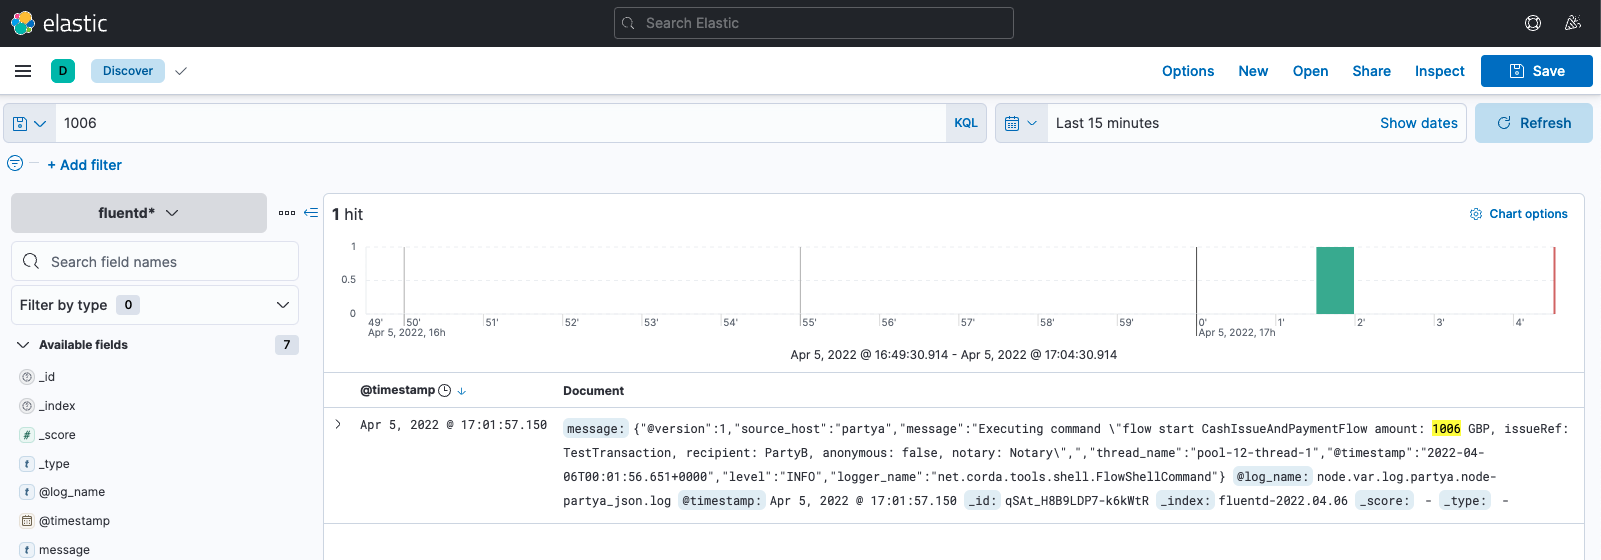 elastic
Search Elastic
D
Discover
Options
New
Open
Share
Inspect
Save
1006
KQL
Last 15 minutes
Show dates
Refresh
+ Add filter
fluentd*
Search field names
Filter by type 0
Available fields 7
_id
_index
# _score
t _type
t @log_name
@timestamp
t message
1 hit
Chart options
1
0.5
0
49' 50' 51' 52' 53' 54' 55' 56' 57' 58' 59' 0' 1' 2' 3' 4'
Apr 5, 2022, 16h Apr 5, 2022, 17h
Apr 5, 2022 @ 16:49:30.914 - Apr 5, 2022 @ 17:04:30.914
@timestamp Document
Apr 5, 2022 @ 17:01:57.150
message: {"@version":1,"source_host":"partya","message":"Executing command \"flow start CashIssueAndPaymentFlow amount: 1006 GBP, issueRef:
TestTransaction, recipient: PartyB, anonymous: false, notary: Notary\",","thread_name":"pool-12-thread-1","@timestamp":"2022-04-
06T00:01:56.651+0000","level":"INFO","logger_name":"net.corda.tools.shell.FlowShellCommand"} @log_name: node.var.log.partya.node-
partya_json.log @timestamp: Apr 5, 2022 @ 17:01:57.150 _id: qSAt_H8B9LDP7-k6kWtR _index: fluentd-2022.04.06 _score: - _type: -